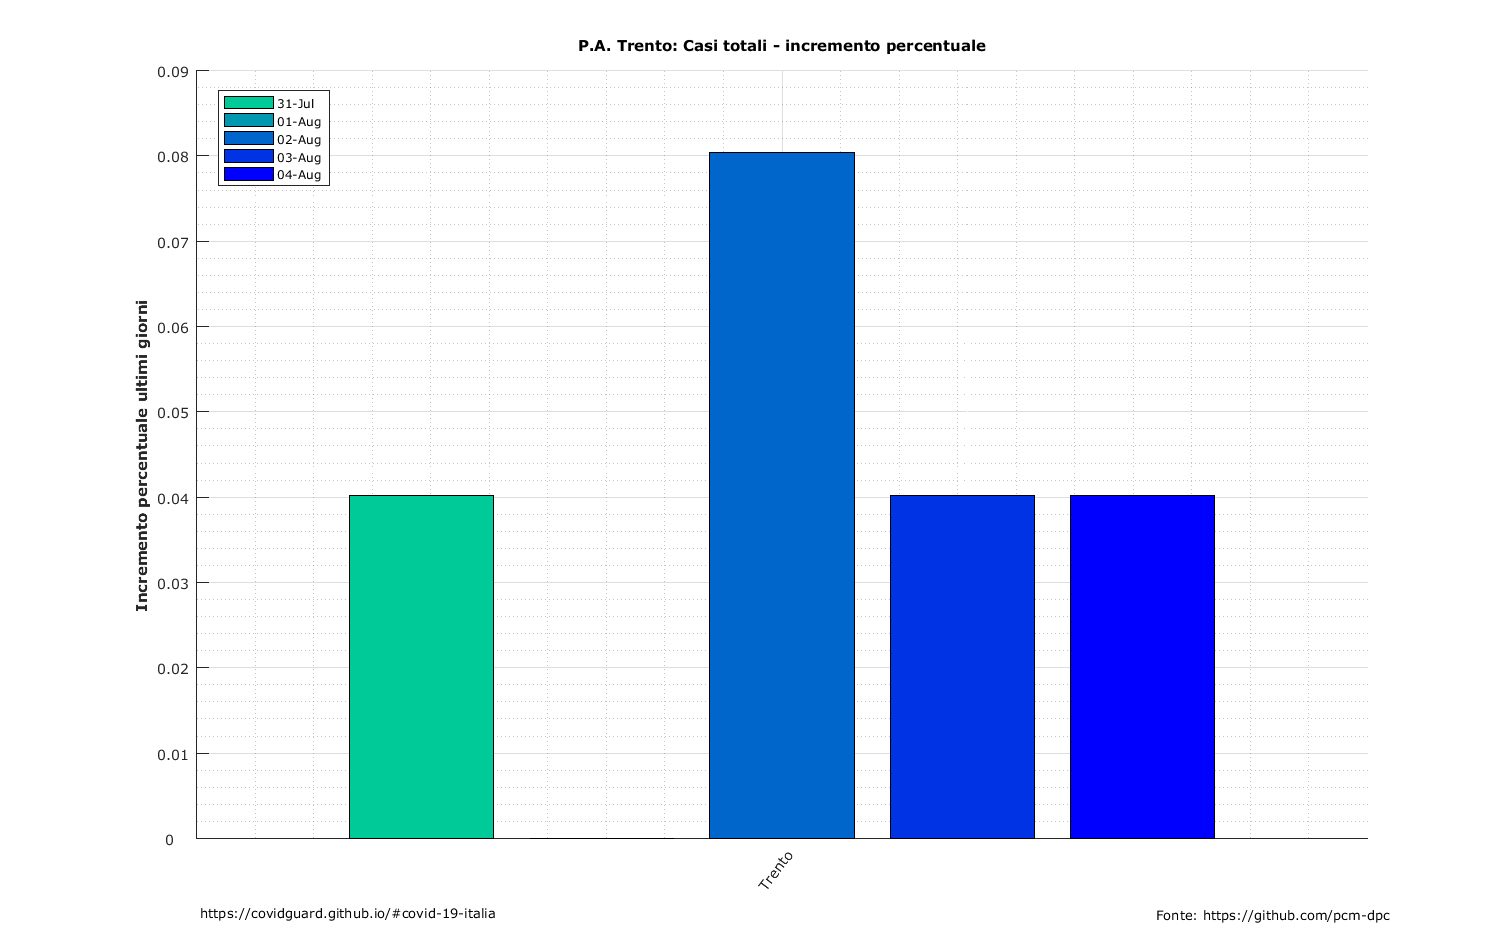 P.A. Trento: Casi totali - incremento percentuale
0.09
0.08
0.07
0.06
0.05
0.04
0.03
0.02
0.01
0
Incremento percentuale ultimi giorni
31-Jul
01-Aug
02-Aug
03-Aug
04-Aug
Trento
https://covidguard.github.io/#covid-19-italia
Fonte: https://github.com/pcm-dpc